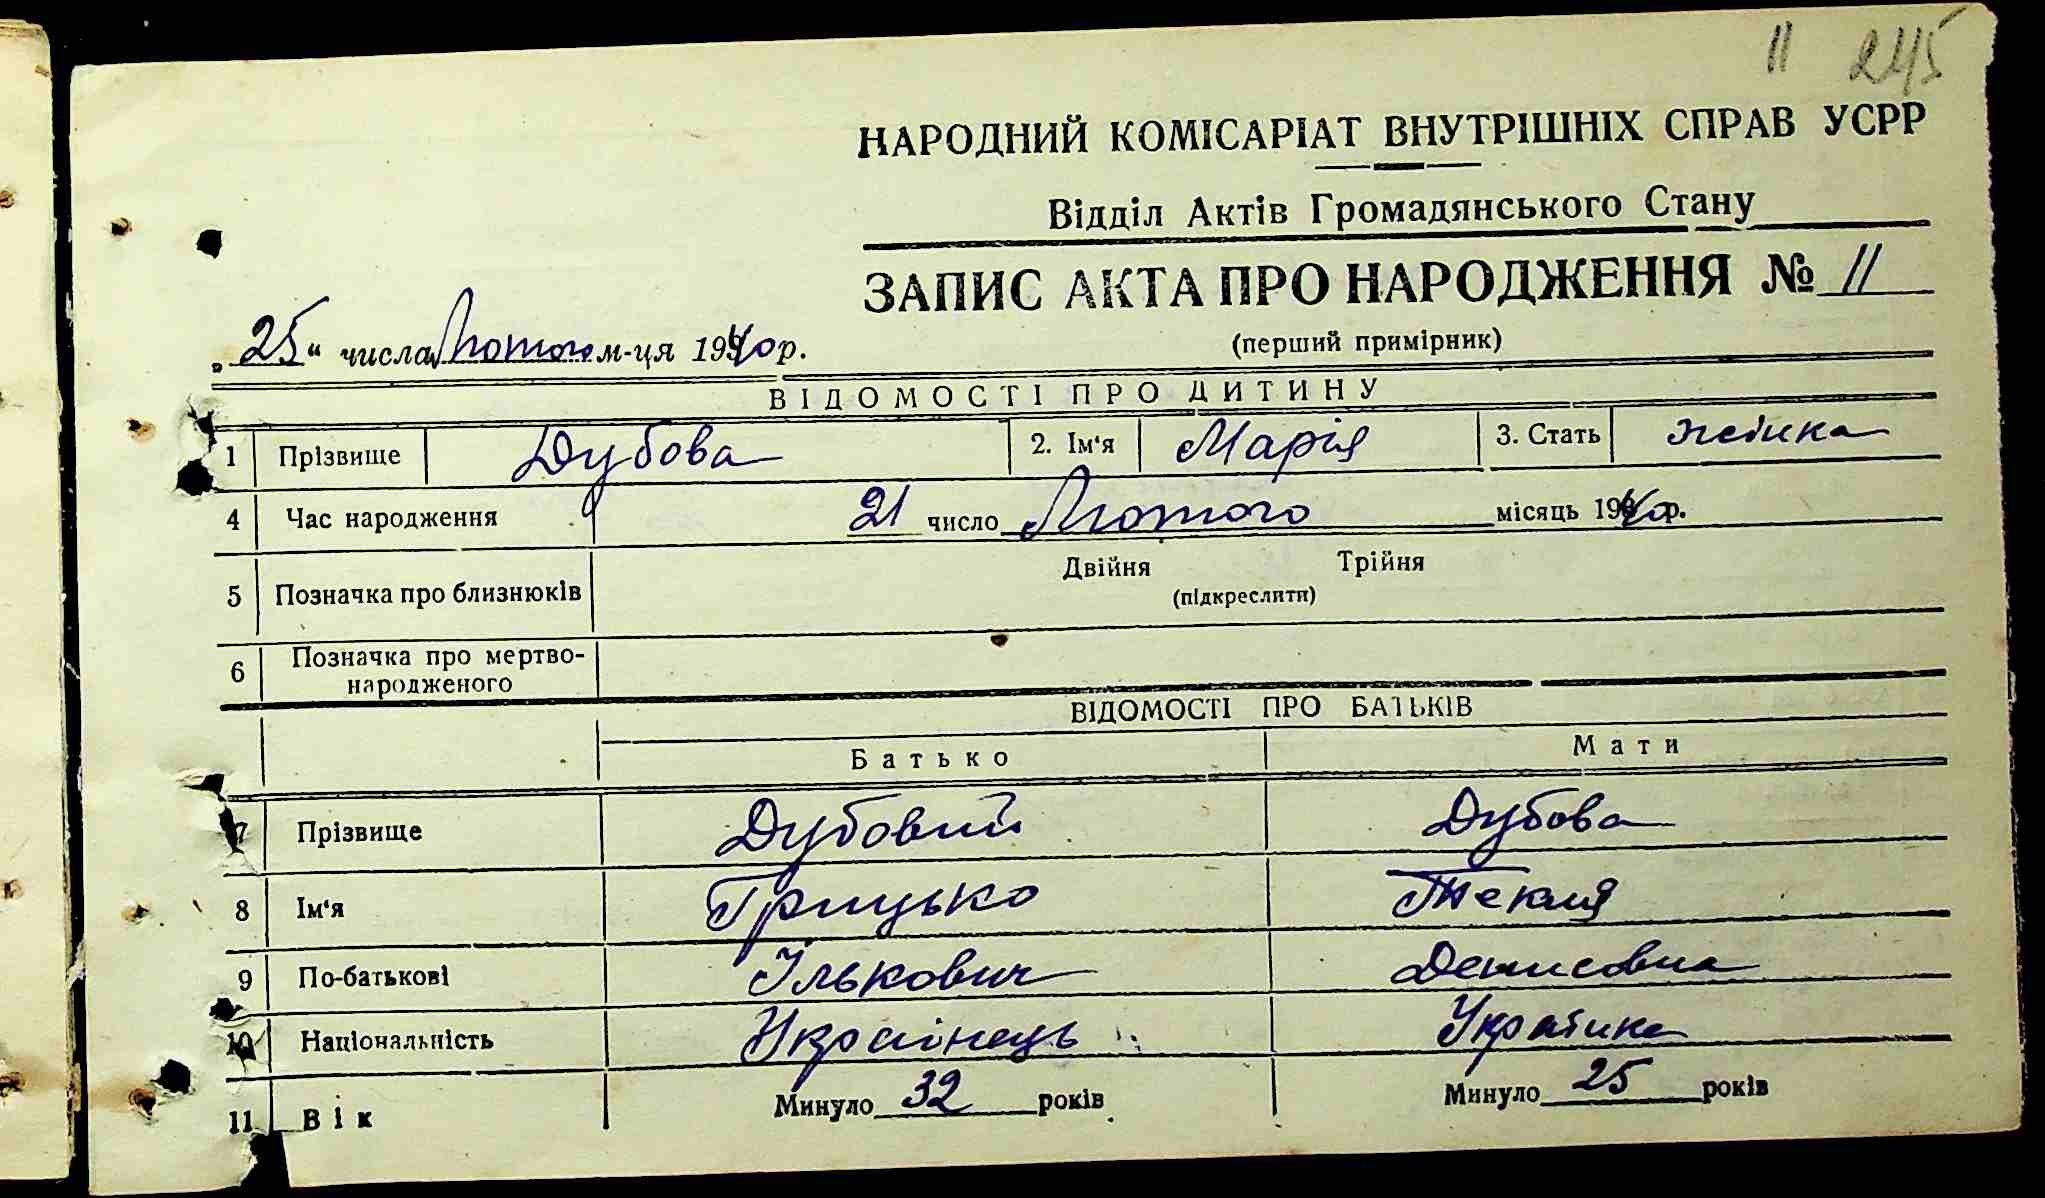 11 245
НАРОДНИЙ КОМІСАРІАТ ВНУТРІШНІХ СПРАВ УСРР
Відділ Актів Громадянського Стану
ЗАПИС АКТА ПРО НАРОДЖЕННЯ № 11
(перший примірник)
„25“ числа Лютого м-ця 1940 р.
ВІДОМОСТІ ПРО ДИТИНУ
1 Прізвище Дубова 2. Ім‘я Марія 3. Стать жінка
4 Час народження 21 число Лютого місяць 1940 р.
Двійня Трійня
5 Позначка про близнюків (підкреслити)
6 Позначка про мертво-
народженого
ВІДОМОСТІ ПРО БАТЬКІВ
Батько Мати
7 Прізвище Дубовий Дубова
8 Ім‘я Грицько Текля
9 По-батькові Ількович Денисовна
10 Національність Українець Українка
11 Вік Минуло 32 років Минуло 25 років